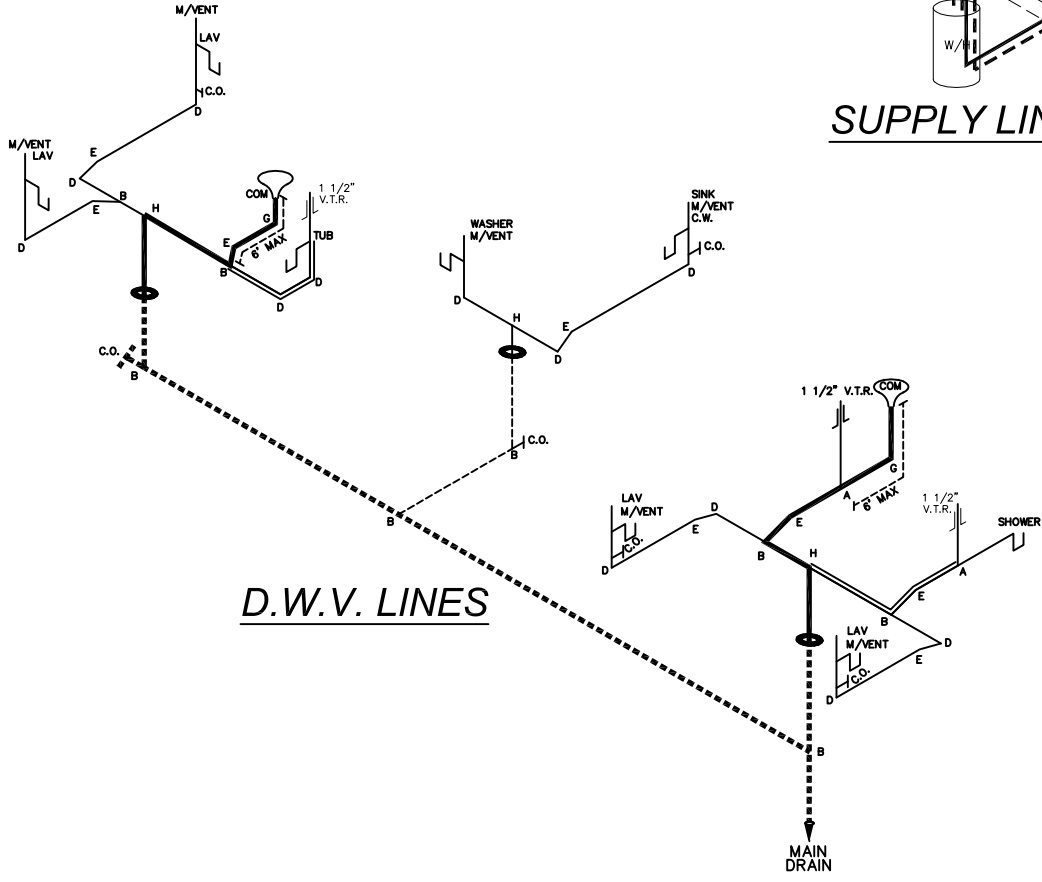 M/VENT
LAV
C.O.
D
W/H
SUPPLY LIN
M/VENT
LAV
E
D
B
E
H
D
COM
1 1/2"
V.T.R.
G
E
6' MAX
TUB
B
D
D
C.O.
B
WASHER
M/VENT
SINK
M/VENT
C.W.
C.O.
D
D
H
E
D
C.O.
B
B
D.W.V. LINES
1 1/2" V.T.R.
COM
G
A
6' MAX
E
B
LAV
M/VENT
C.O.
D
E
D
H
1 1/2"
V.T.R.
SHOWER
A
E
B
LAV
M/VENT
C.O.
D
E
D
B
MAIN
DRAIN